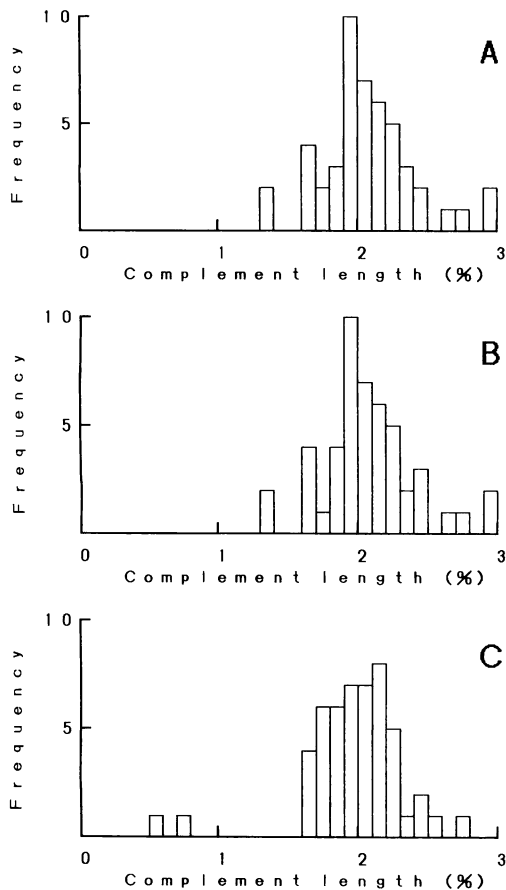 10
A
5
Frequency
0 1 2 3
Complement length (%)
10
B
5
Frequency
0 1 2 3
Complement length (%)
10
C
5
Frequency
0 1 2 3
Complement length (%)